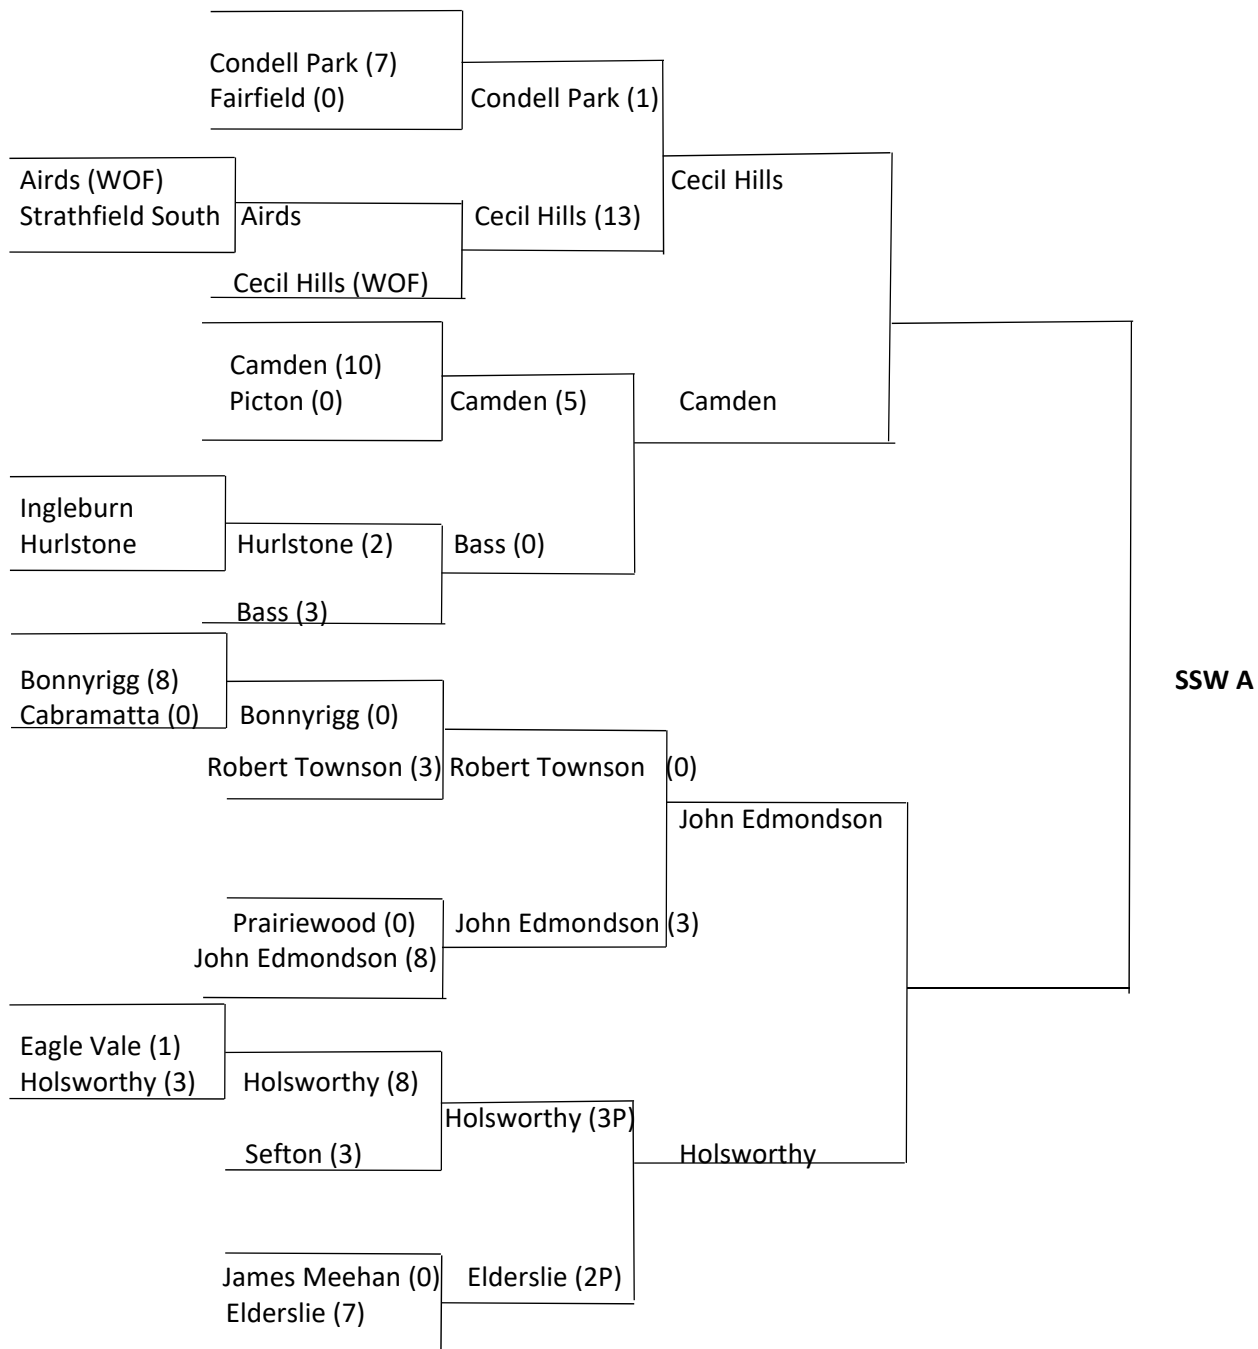 Condell Park (7)
Fairfield (0)
Condell Park (1)
Airds (WOF)
Cecil Hills
Strathfield South
Airds
Cecil Hills (13)
Cecil Hills (WOF)
Camden (10)
Picton (0)
Camden (5)
Camden
Ingleburn
Hurlstone
Hurlstone (2)
Bass (0)
Bass (3)
Bonnyrigg (8)
SSW A
Cabramatta (0)
Bonnyrigg (0)
Robert Townson (3)
Robert Townson (0)
John Edmondson
Prairiewood (0)
John Edmondson (3)
John Edmondson (8)
Eagle Vale (1)
Holsworthy (3)
Holsworthy (8)
Holsworthy (3P)
Sefton (3)
Holsworthy
James Meehan (0)
Elderslie (2P)
Elderslie (7)